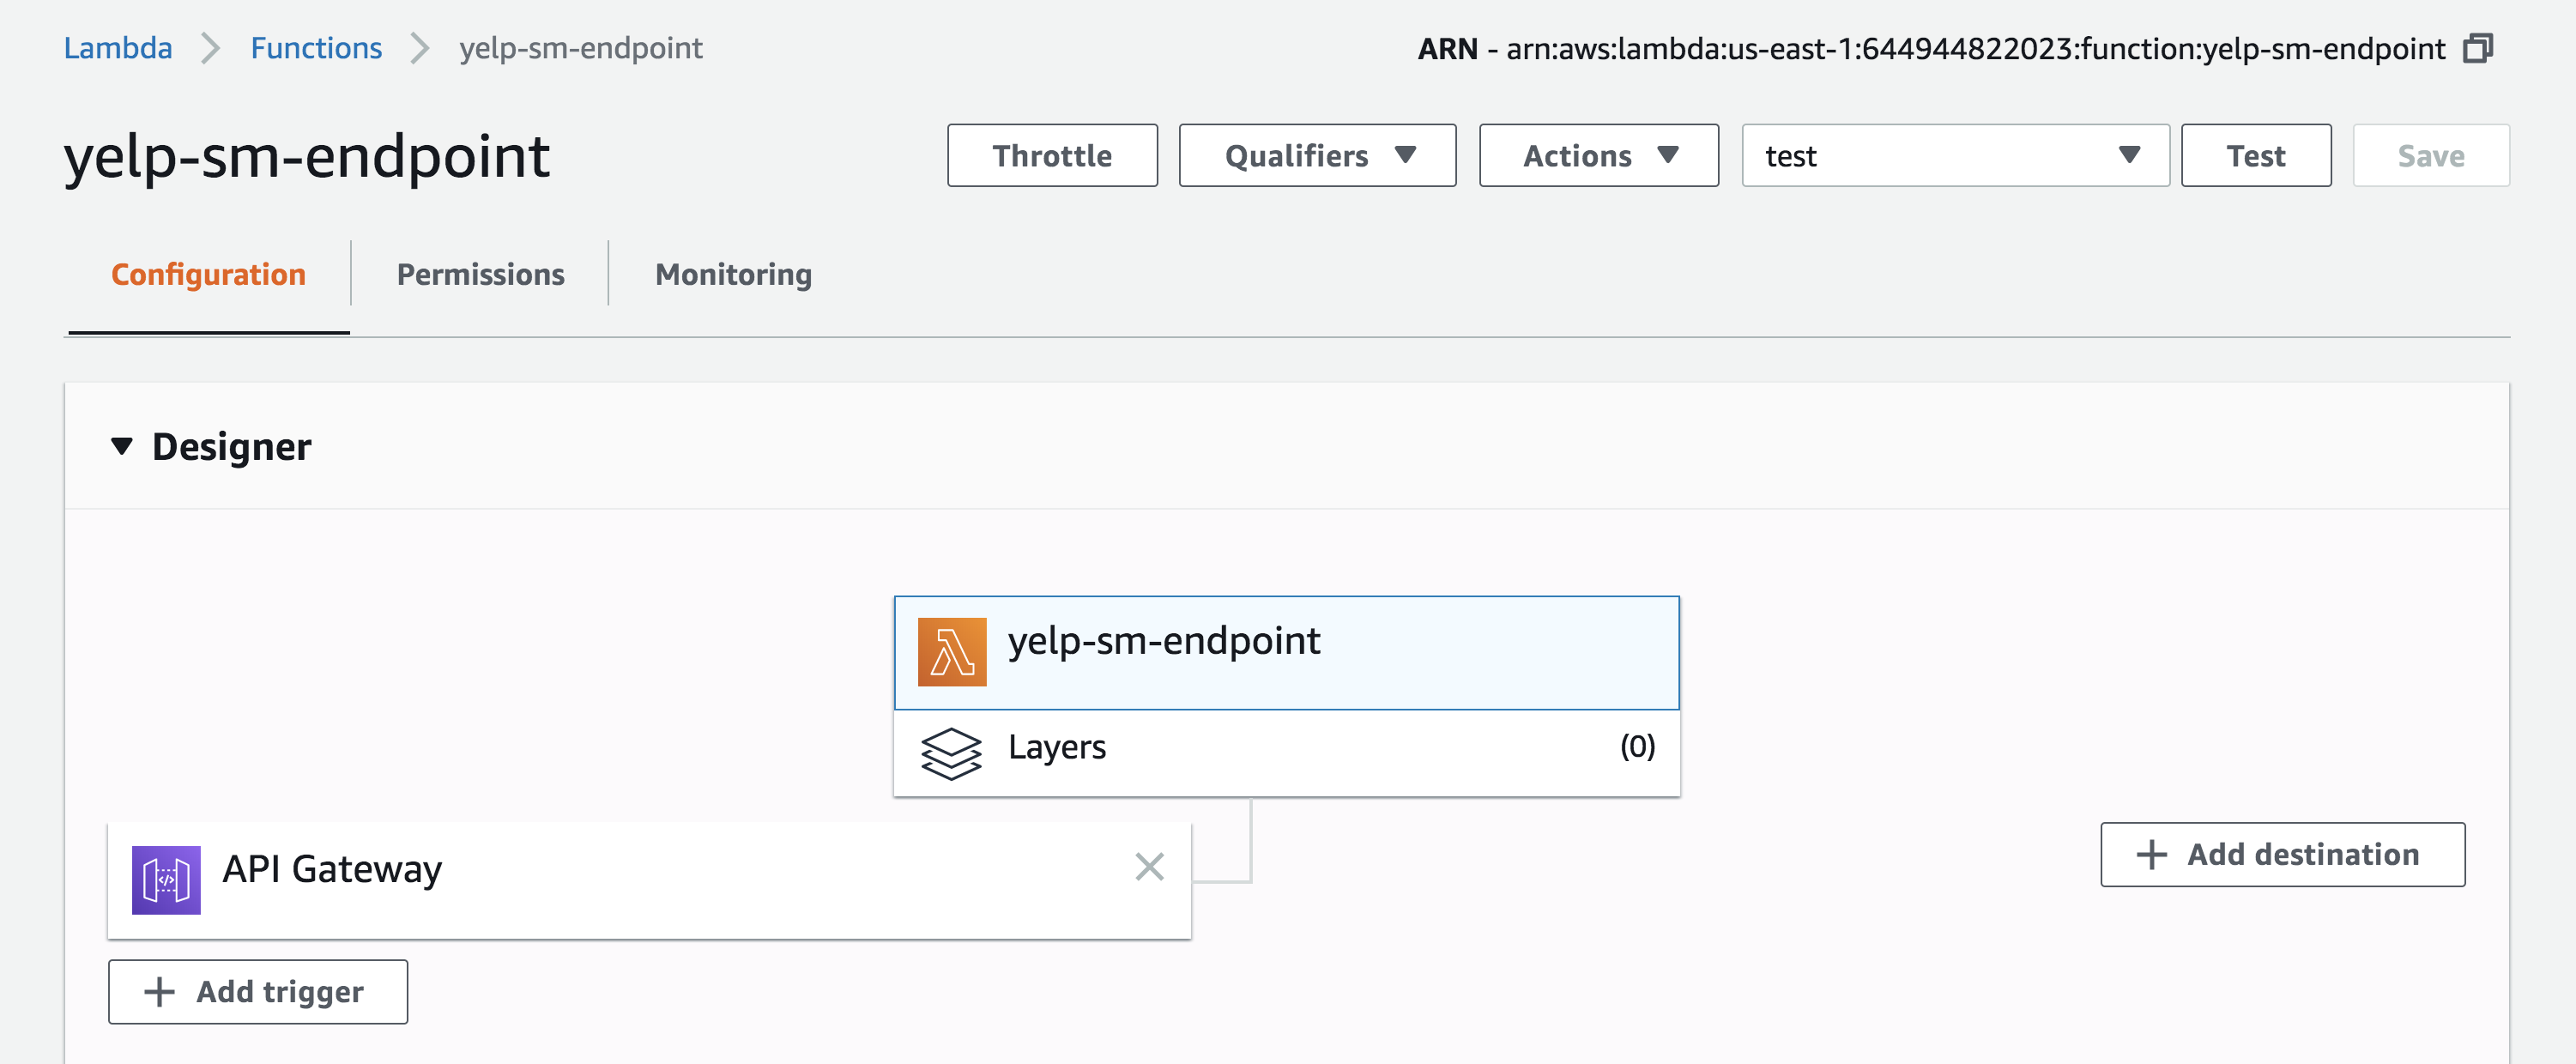 Lambda > Functions > yelp-sm-endpoint
ARN - arn:aws:lambda:us-east-1:644944822023:function:yelp-sm-endpoint
yelp-sm-endpoint
Throttle
Qualifiers
Actions
test
Test
Save
Configuration
Permissions
Monitoring
Designer
yelp-sm-endpoint
Layers (0)
API Gateway
</>
+ Add destination
+ Add trigger